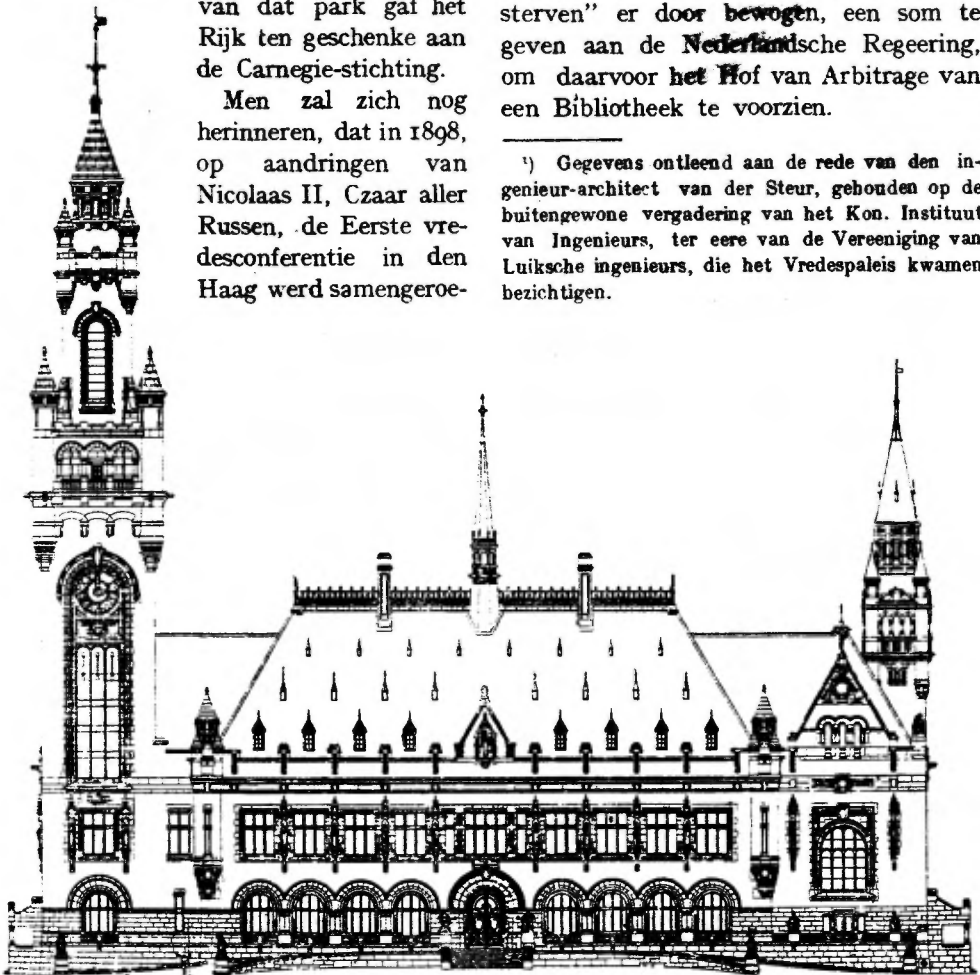 van dat park gaf het
Rijk ten geschenke aan
de Carnegie-stichting.
Men zal zich nog
herinneren, dat in 1898,
op aandringen van
Nicolaas II, Czaar aller
Russen, de Eerste vre-
desconferentie in den
Haag werd samengeroe-
sterven” er door bewogen, een som te
geven aan de Nederlandsche Regeering,
om daarvoor het Hof van Arbitrage van
een Bibliotheek te voorzien.
¹) Gegevens ontleend aan de rede van den in-
genieur-architect van der Steur, gehouden op de
buitengewone vergadering van het Kon. Instituut
van Ingenieurs, ter eere van de Vereeniging van
Luiksche ingenieurs, die het Vredespaleis kwamen
bezichtigen.